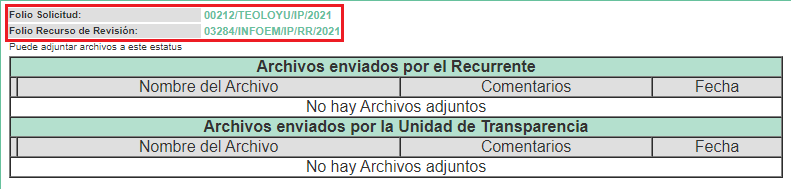 Folio Solicitud: 00212/TEOLOYU/IP/2021
Folio Recurso de Revisión: 03284/INFOEM/IP/RR/2021
Puede adjuntar archivos a este estatus
Archivos enviados por el Recurrente
Nombre del Archivo Comentarios Fecha
No hay Archivos adjuntos
Archivos enviados por la Unidad de Transparencia
Nombre del Archivo Comentarios Fecha
No hay Archivos adjuntos